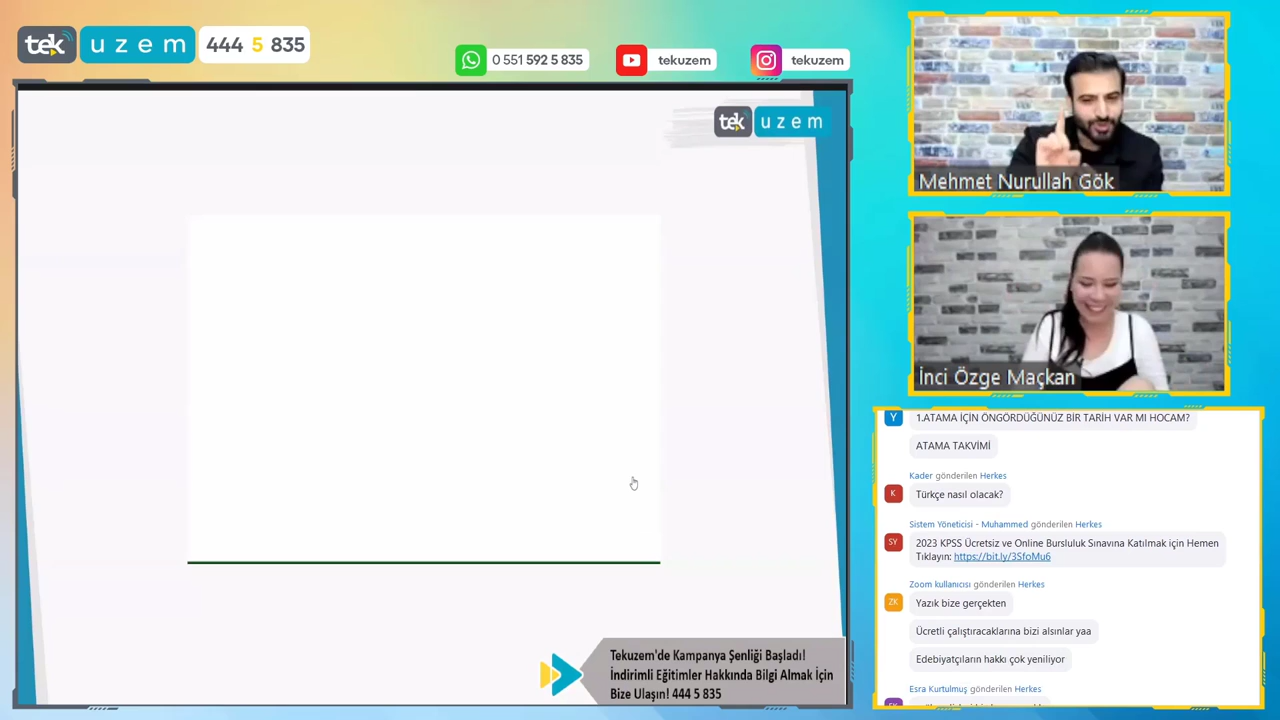 tek uzem 444 5 835
0 551 592 5 835
tekuzem
tekuzem
tek uzem
Mehmet Nurullah Gök
İnci Özge Maçkan
Y
1.ATAMA İÇİN ÖNGÖRDÜĞÜNÜZ BİR TARİH VAR MI HOCAM?
ATAMA TAKVİMİ
Kader gönderilen Herkes
K
Türkçe nasıl olacak?
Sistem Yöneticisi - Muhammed gönderilen Herkes
SY
2023 KPSS Ücretsiz ve Online Bursluluk Sınavına Katılmak için Hemen
Tıklayın: https://bit.ly/3SfoMu6
Zoom kullanıcısı gönderilen Herkes
ZK
Yazık bize gerçekten
Ücretli çalıştıracaklarına bizi alsınlar yaa
Edebiyatçıların hakkı çok yeniliyor
Esra Kurtulmuş gönderilen Herkes
Tekuzem'de Kampanya Şenliği Başladı!
İndirimli Eğitimler Hakkında Bilgi Almak İçin
Bize Ulaşın! 444 5 835